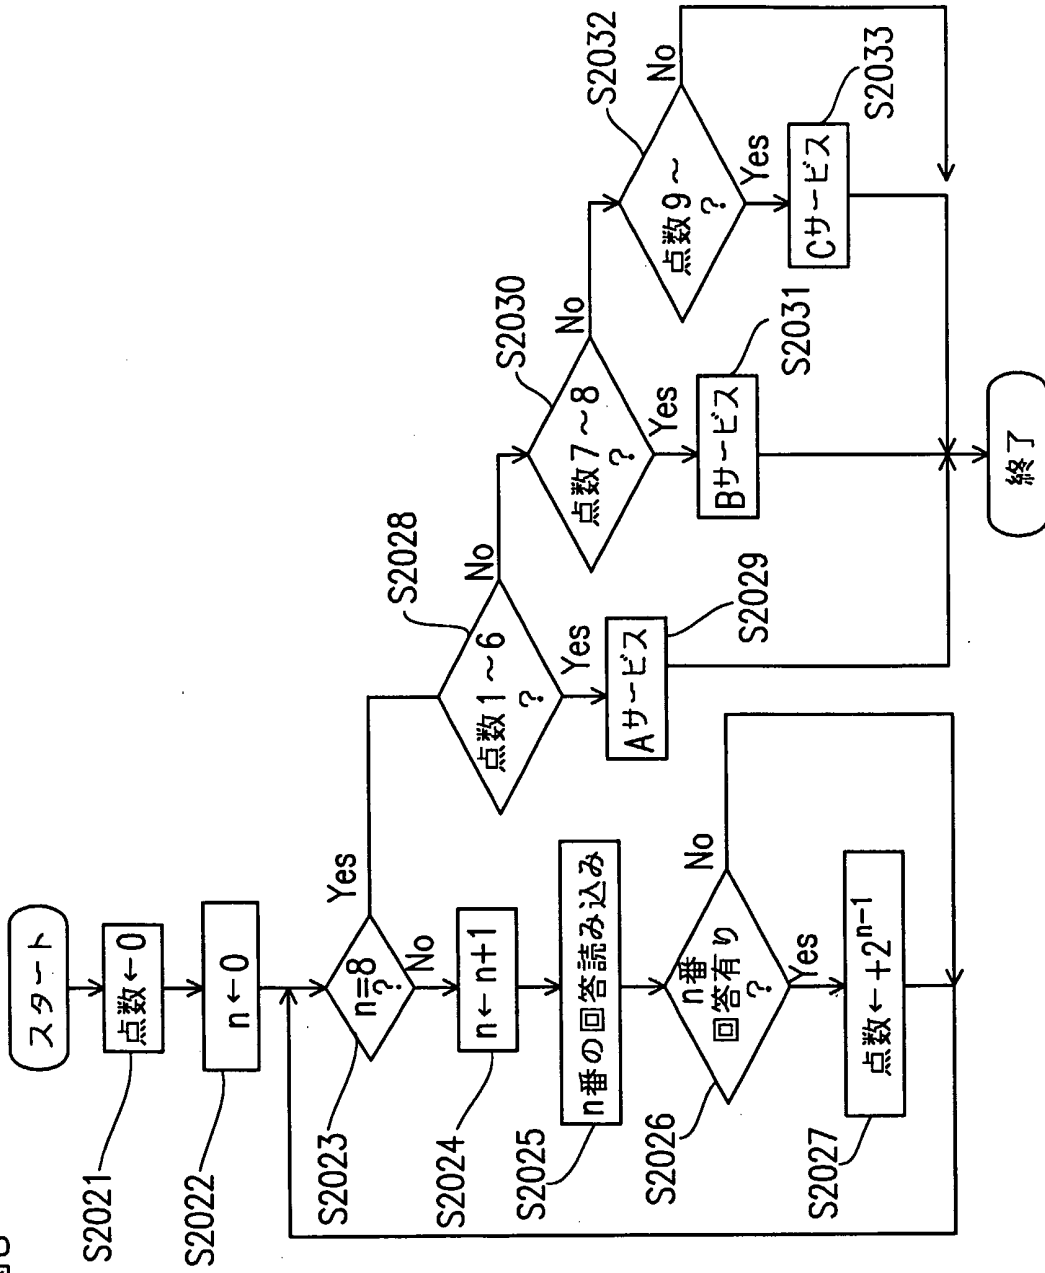 スタート
点数←0
S2021
n←0
S2022
n=8
?
Yes
No
S2023
n←n+1
S2024
n番の回答読み込み
S2025
n番
回答有り
?
No
Yes
S2026
点数←+2^{n-1}
S2027
点数1～6
?
S2028
No
Yes
Aサービス
S2029
点数7～8
?
S2030
No
Yes
Bサービス
S2031
点数9～
?
S2032
No
Yes
Cサービス
S2033
終了